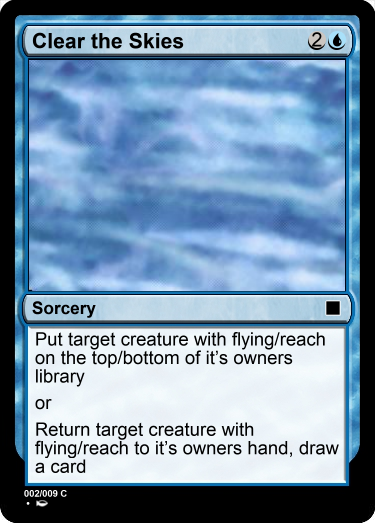 Clear the Skies 2
Sorcery
Put target creature with flying/reach
on the top/bottom of it's owners
library
or
Return target creature with
flying/reach to it's owners hand, draw
a card
002/009 C